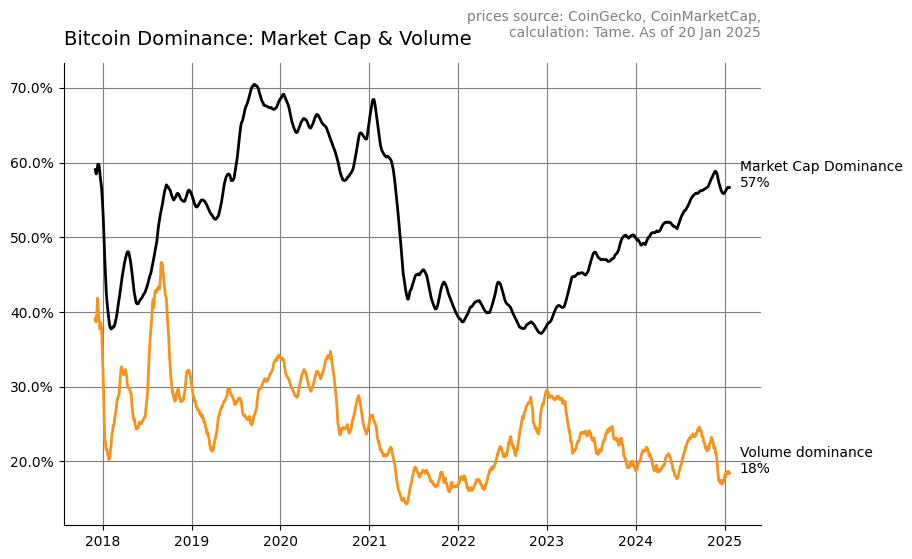 prices source: CoinGecko, CoinMarketCap,
calculation: Tame. As of 20 Jan 2025
Bitcoin Dominance: Market Cap & Volume
70.0%
60.0%
50.0%
40.0%
30.0%
20.0%
Market Cap Dominance
57%
Volume dominance
18%
2018 2019 2020 2021 2022 2023 2024 2025